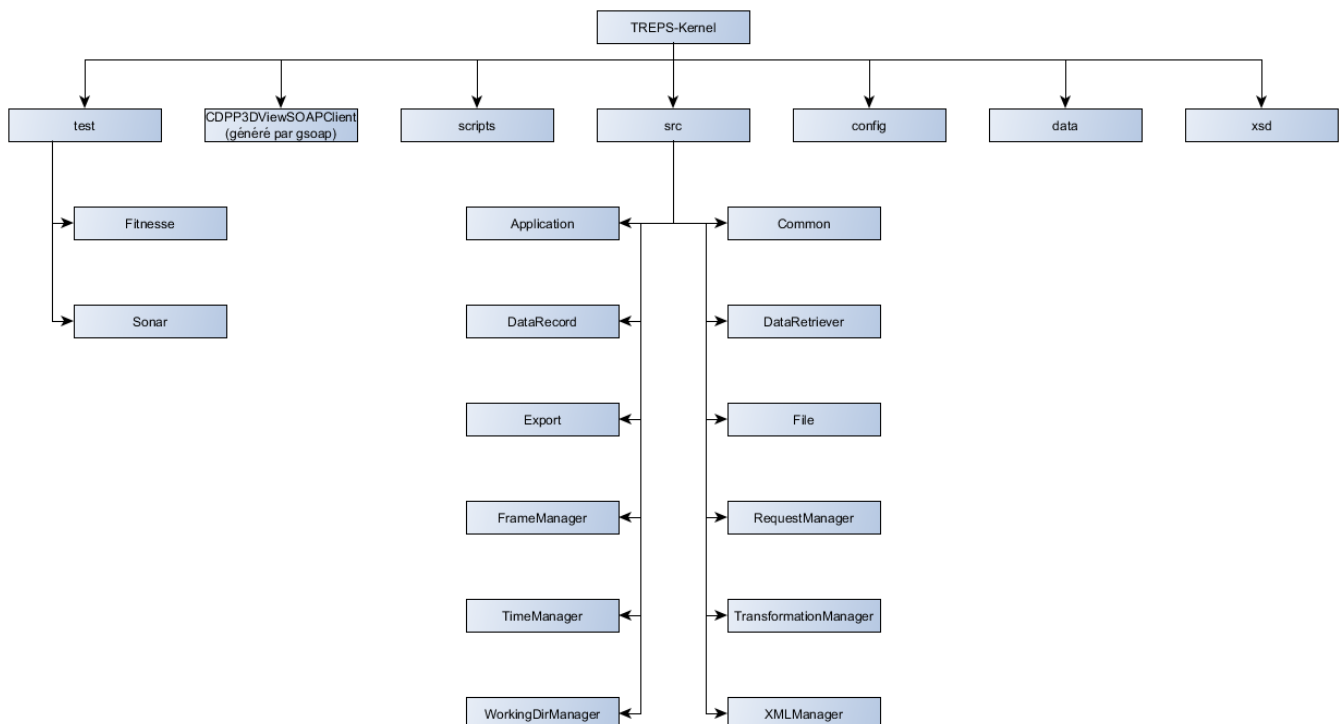 TREPS-Kernel
test
CDPP3DViewSOAPClient
(généré par gsoap)
scripts
src
config
data
xsd
Fitnesse
Application
Common
Sonar
DataRecord
DataRetriever
Export
File
FrameManager
RequestManager
TimeManager
TransformationManager
WorkingDirManager
XMLManager